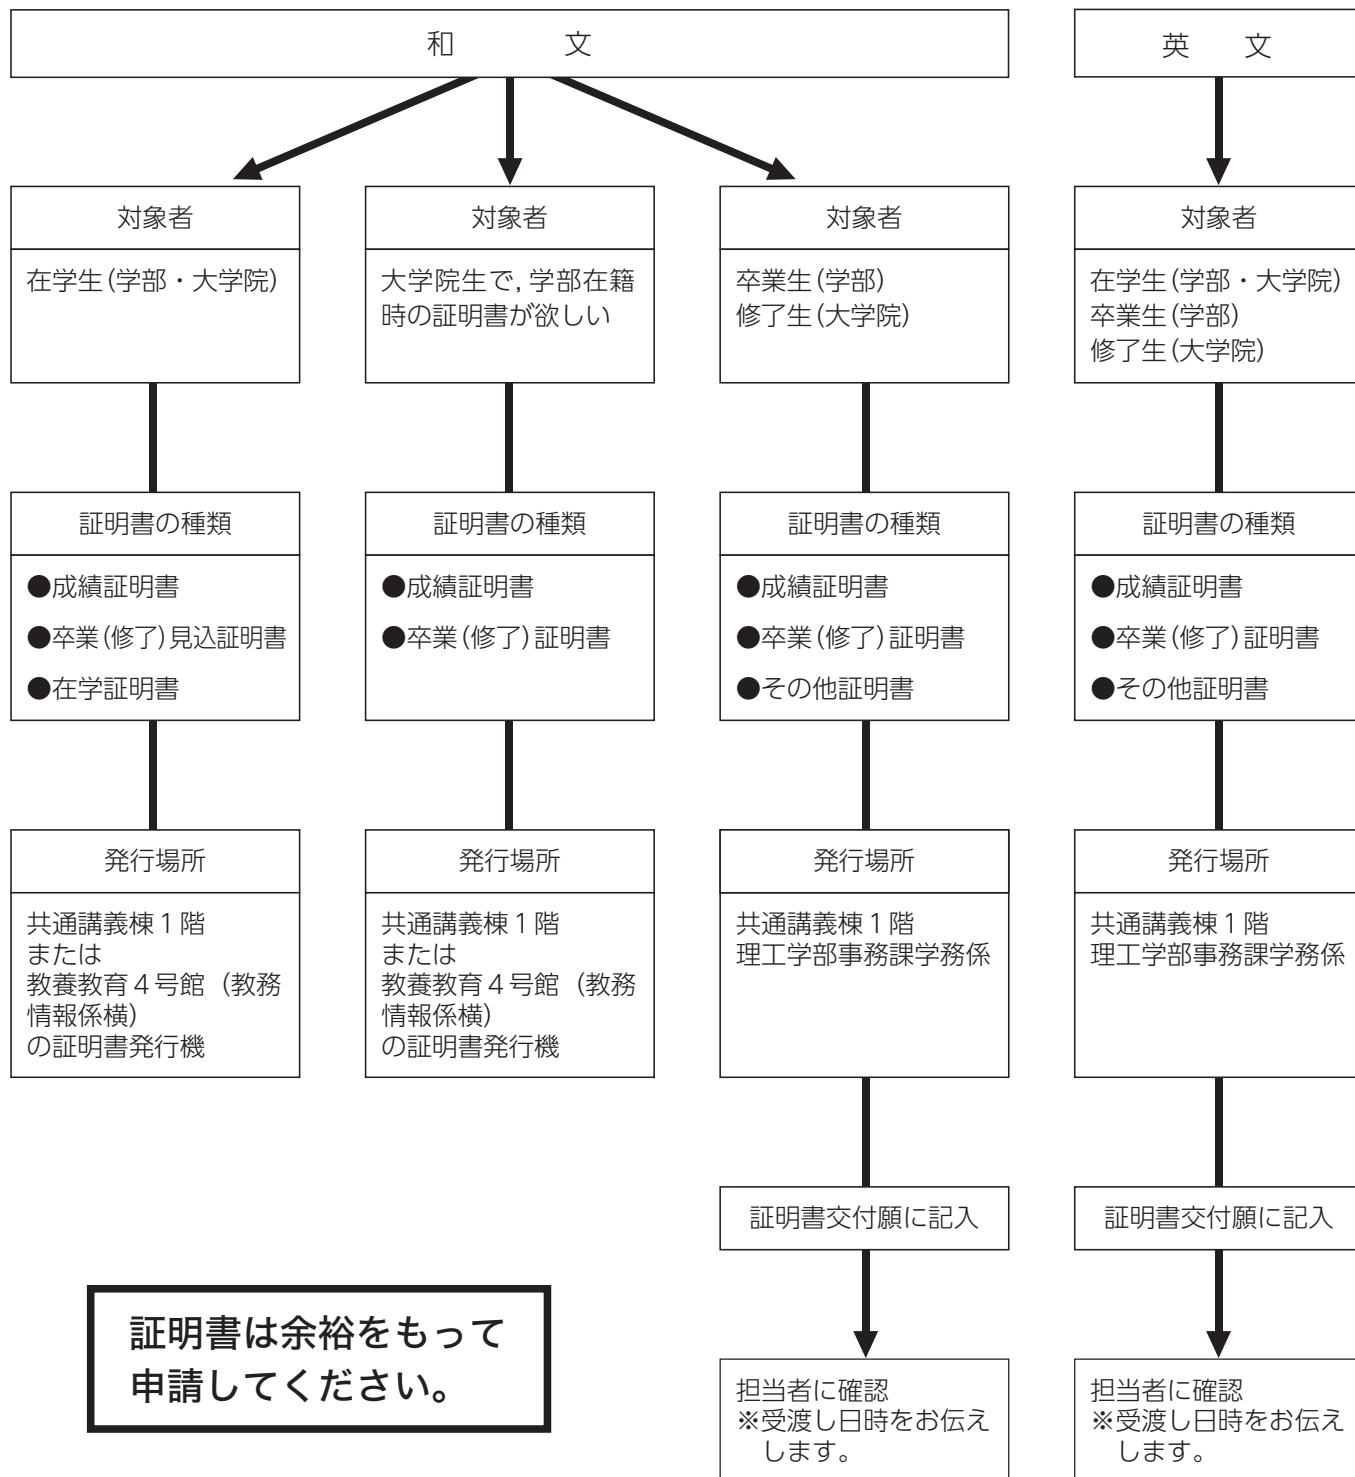 和　文
英　文
対象者
在学生(学部・大学院)
対象者
大学院生で,学部在籍
時の証明書が欲しい
対象者
卒業生(学部)
修了生(大学院)
対象者
在学生(学部・大学院)
卒業生(学部)
修了生(大学院)
証明書の種類
●成績証明書
●卒業(修了)見込証明書
●在学証明書
証明書の種類
●成績証明書
●卒業(修了)証明書
証明書の種類
●成績証明書
●卒業(修了)証明書
●その他証明書
証明書の種類
●成績証明書
●卒業(修了)証明書
●その他証明書
発行場所
共通講義棟1階
または
教養教育4号館(教務
情報係横)
の証明書発行機
発行場所
共通講義棟1階
または
教養教育4号館(教務
情報係横)
の証明書発行機
発行場所
共通講義棟1階
理工学部事務課学務係
発行場所
共通講義棟1階
理工学部事務課学務係
証明書交付願に記入
証明書交付願に記入
証明書は余裕をもって
申請してください。
担当者に確認
※受渡し日時をお伝え
します。
担当者に確認
※受渡し日時をお伝え
します。